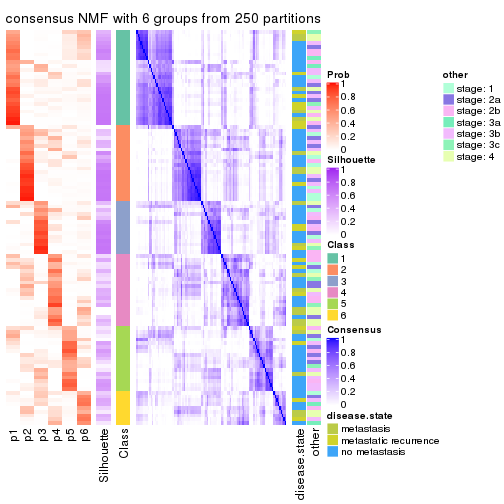 consensus NMF with 6 groups from 250 partitions
Prob
1
0.8
0.6
0.4
0.2
0
Silhouette
1
0.8
0.6
0.4
0.2
0
Class
1
2
3
4
5
6
Consensus
1
0.8
0.6
0.4
0.2
0
disease.state
metastasis
metastatic recurrence
no metastasis
other
stage: 1
stage: 2a
stage: 2b
stage: 3a
stage: 3b
stage: 3c
stage: 4
p1
p2
p3
p4
p5
p6
Silhouette
Class
disease.state
other